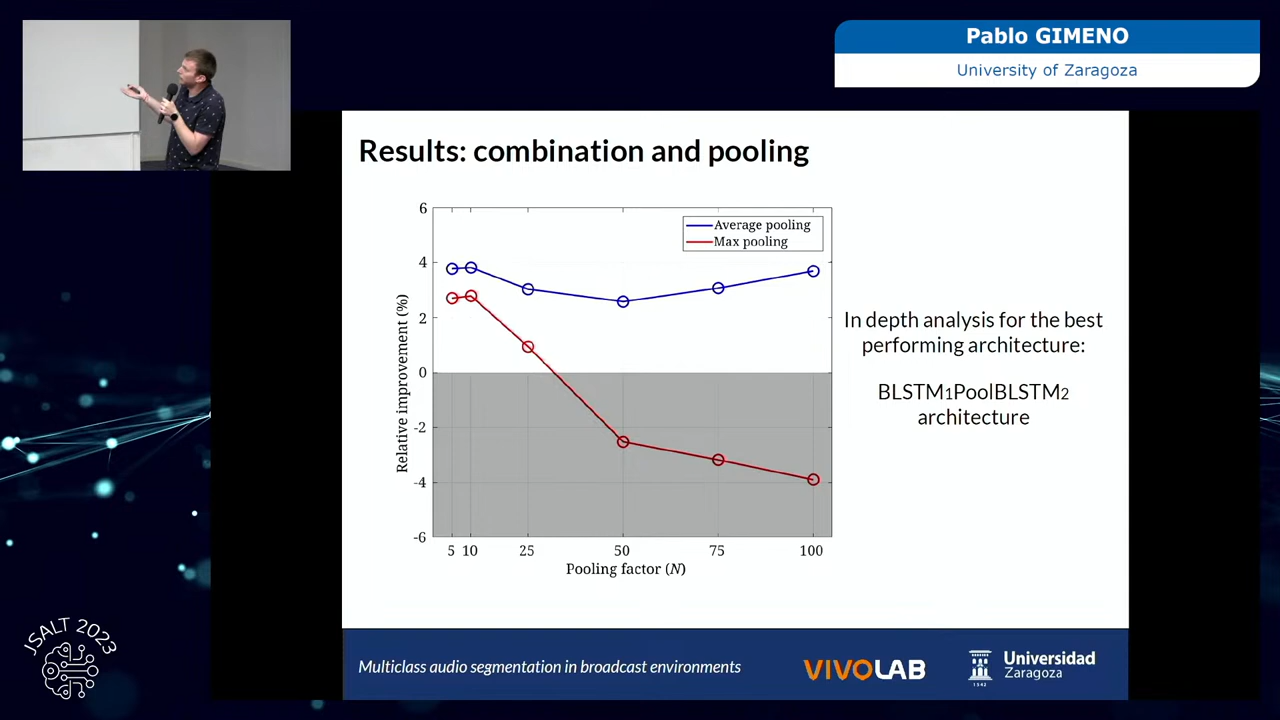 Pablo GIMENO
University of Zaragoza
Results: combination and pooling
6
4
2
0
-2
-4
-6
Relative improvement (%)
Average pooling
Max pooling
5 10 25 50 75 100
Pooling factor (N)
In depth analysis for the best
performing architecture:
BLSTM1PoolBLSTM2
architecture
JSALT 2023
Multiclass audio segmentation in broadcast environments
VIVOLAB
1542
Universidad
Zaragoza